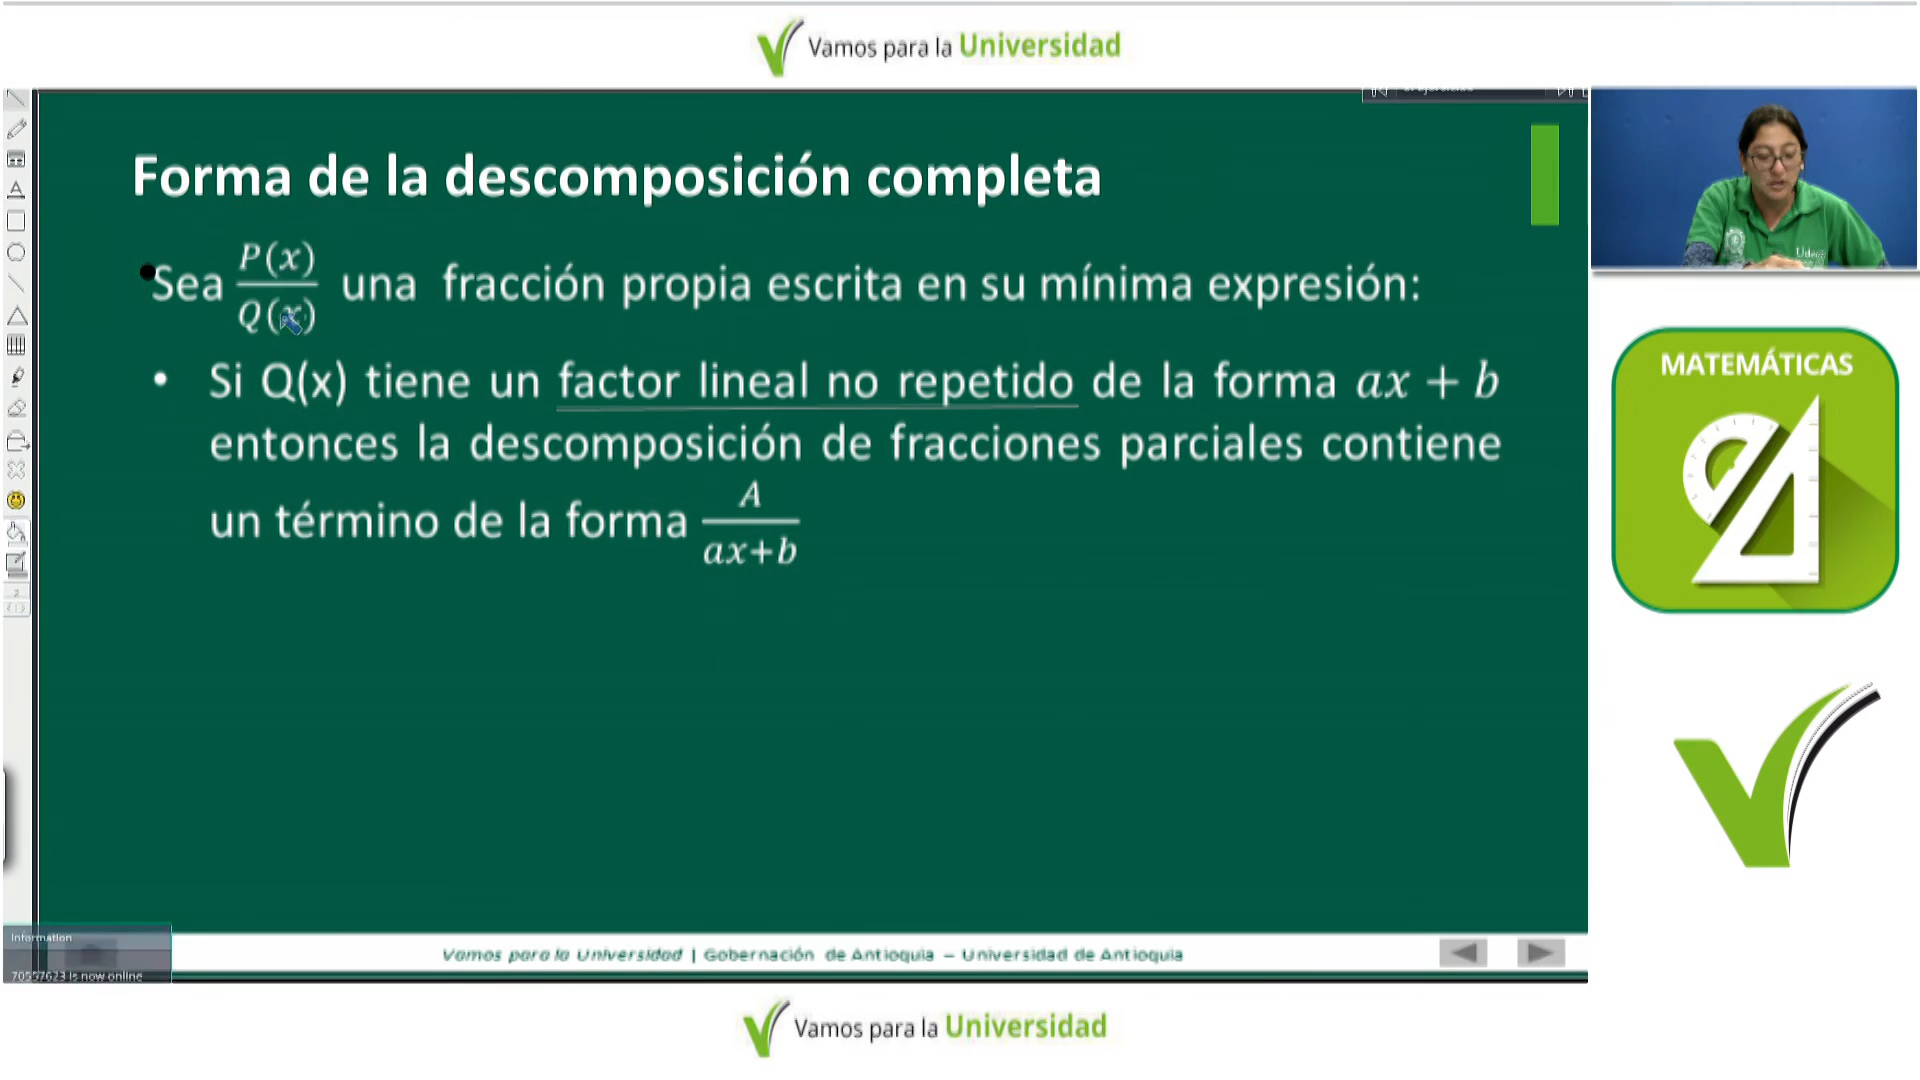 Vamos para la Universidad
Forma de la descomposición completa
•Sea P(x)/Q(x) una fracción propia escrita en su mínima expresión:
• Si Q(x) tiene un factor lineal no repetido de la forma ax + b
entonces la descomposición de fracciones parciales contiene
un término de la forma A/ax+b
MATEMÁTICAS
Information
is now online
Vamos para la Universidad | Gobernación de Antioquia – Universidad de Antioquia
Vamos para la Universidad